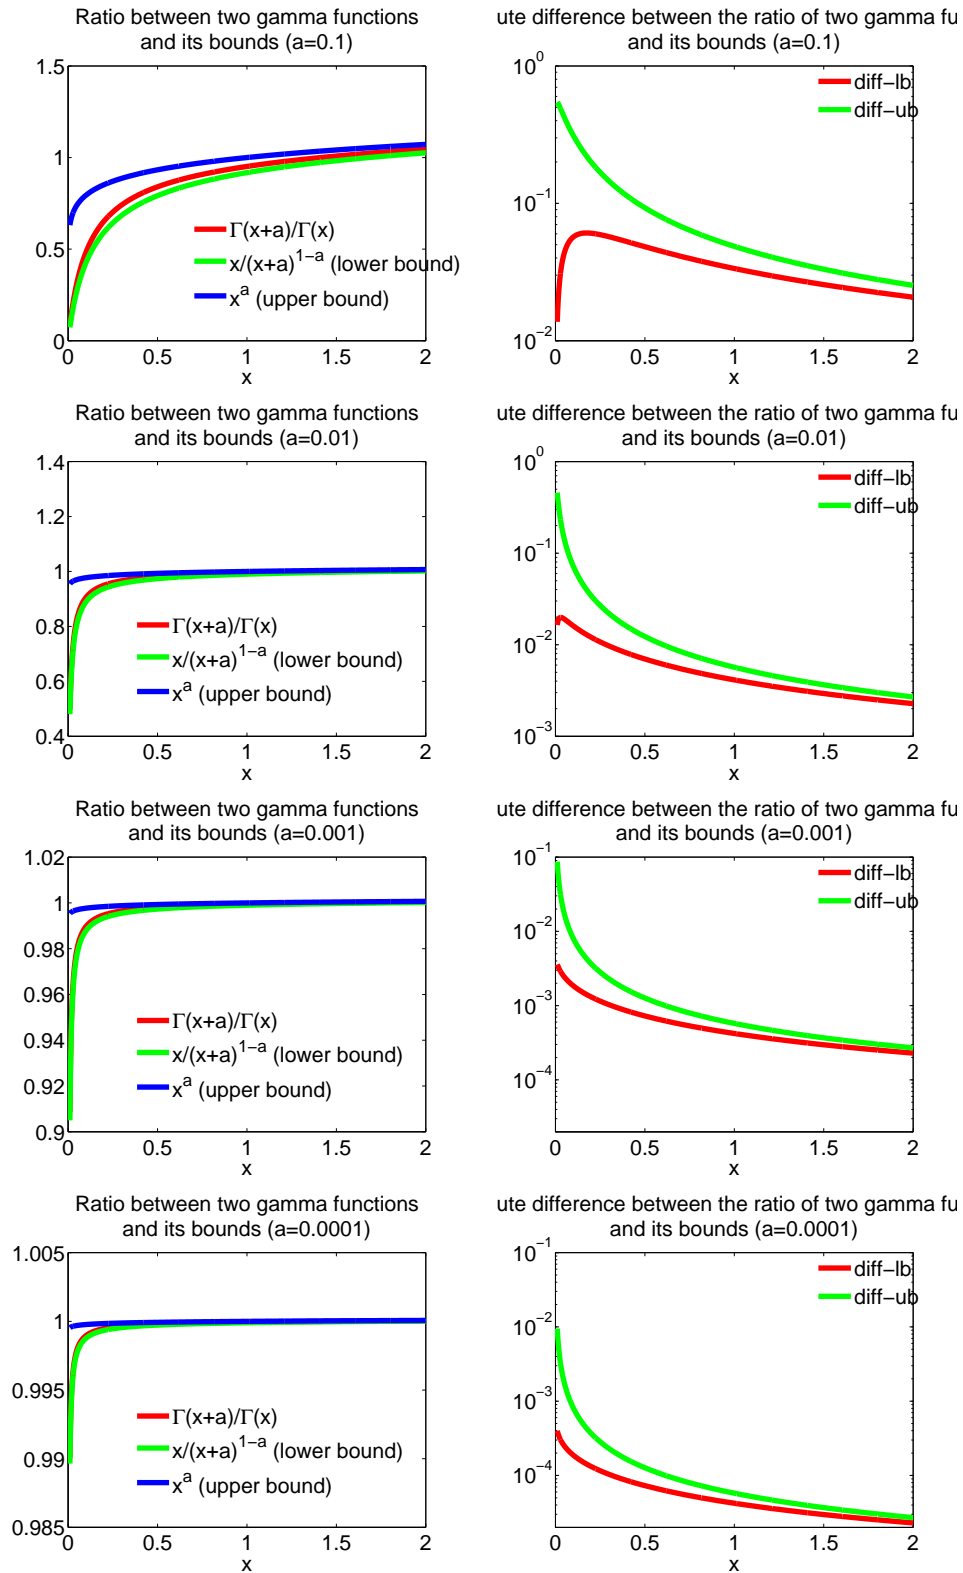 Ratio between two gamma functions
and its bounds (a=0.1)
1.5
1
0.5
0
0 0.5 1 1.5 2
x
Γ(x+a)/Γ(x)
x/(x+a)^{1−a} (lower bound)
x^a (upper bound)
ute difference between the ratio of two gamma fu
and its bounds (a=0.1)
10^0
10^{−1}
10^{−2}
0 0.5 1 1.5 2
x
diff−lb
diff−ub
Ratio between two gamma functions
and its bounds (a=0.01)
1.4
1.2
1
0.8
0.6
0.4
0 0.5 1 1.5 2
x
Γ(x+a)/Γ(x)
x/(x+a)^{1−a} (lower bound)
x^a (upper bound)
ute difference between the ratio of two gamma fu
and its bounds (a=0.01)
10^0
10^{−1}
10^{−2}
10^{−3}
0 0.5 1 1.5 2
x
diff−lb
diff−ub
Ratio between two gamma functions
and its bounds (a=0.001)
1.02
1
0.98
0.96
0.94
0.92
0.9
0 0.5 1 1.5 2
x
Γ(x+a)/Γ(x)
x/(x+a)^{1−a} (lower bound)
x^a (upper bound)
ute difference between the ratio of two gamma fu
and its bounds (a=0.001)
10^{−1}
10^{−2}
10^{−3}
10^{−4}
0 0.5 1 1.5 2
x
diff−lb
diff−ub
Ratio between two gamma functions
and its bounds (a=0.0001)
1.005
1
0.995
0.99
0.985
0 0.5 1 1.5 2
x
Γ(x+a)/Γ(x)
x/(x+a)^{1−a} (lower bound)
x^a (upper bound)
ute difference between the ratio of two gamma fu
and its bounds (a=0.0001)
10^{−1}
10^{−2}
10^{−3}
10^{−4}
0 0.5 1 1.5 2
x
diff−lb
diff−ub